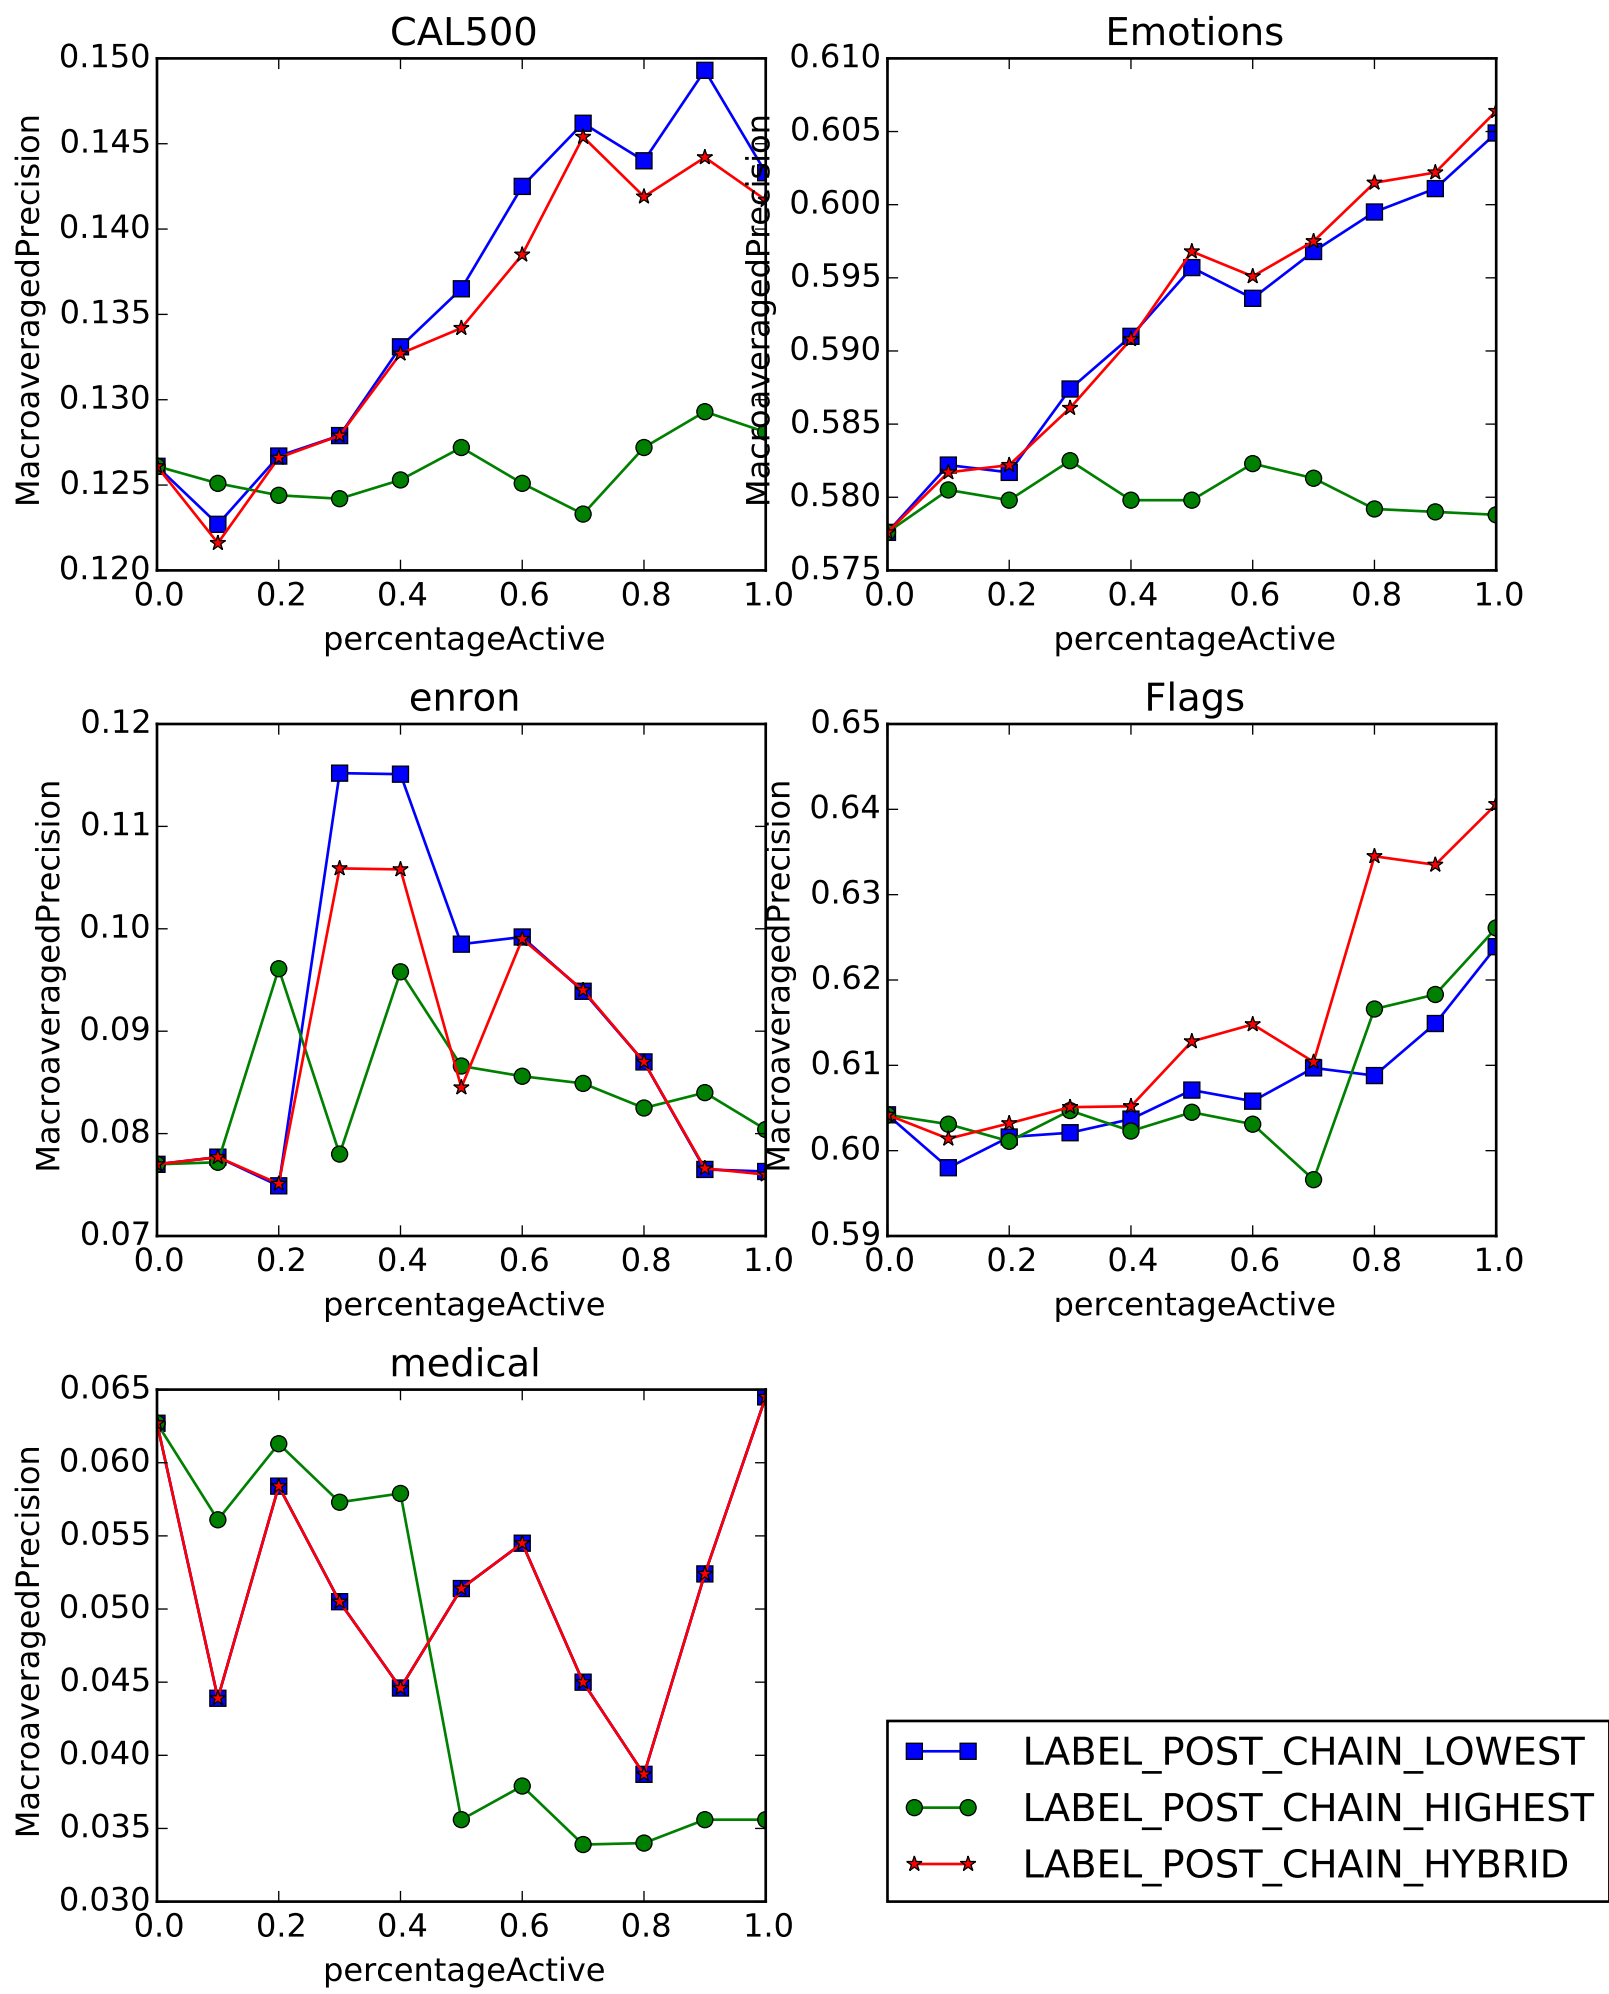 CAL500
0.150
0.145
0.140
0.135
0.130
0.125
0.120
MacroaveragedPrecision
0.0 0.2 0.4 0.6 0.8 1.0
percentageActive
Emotions
0.610
0.605
0.600
0.595
0.590
0.585
0.580
0.575
MacroaveragedPrecision
0.0 0.2 0.4 0.6 0.8 1.0
percentageActive
enron
0.12
0.11
0.10
0.09
0.08
0.07
MacroaveragedPrecision
0.0 0.2 0.4 0.6 0.8 1.0
percentageActive
Flags
0.65
0.64
0.63
0.62
0.61
0.60
0.59
MacroaveragedPrecision
0.0 0.2 0.4 0.6 0.8 1.0
percentageActive
medical
0.065
0.060
0.055
0.050
0.045
0.040
0.035
0.030
MacroaveragedPrecision
0.0 0.2 0.4 0.6 0.8 1.0
percentageActive
LABEL_POST_CHAIN_LOWEST
LABEL_POST_CHAIN_HIGHEST
LABEL_POST_CHAIN_HYBRID